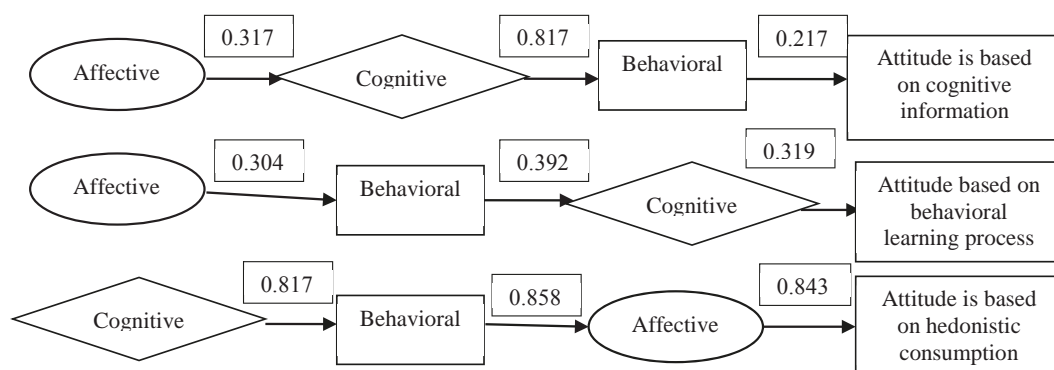 0.317
0.817
0.217
Affective
Cognitive
Behavioral
Attitude is based
on cognitive
information
0.304
0.392
0.319
Affective
Behavioral
Cognitive
Attitude based on
behavioral
learning process
0.817
0.858
0.843
Cognitive
Behavioral
Affective
Attitude is based
on hedonistic
consumption